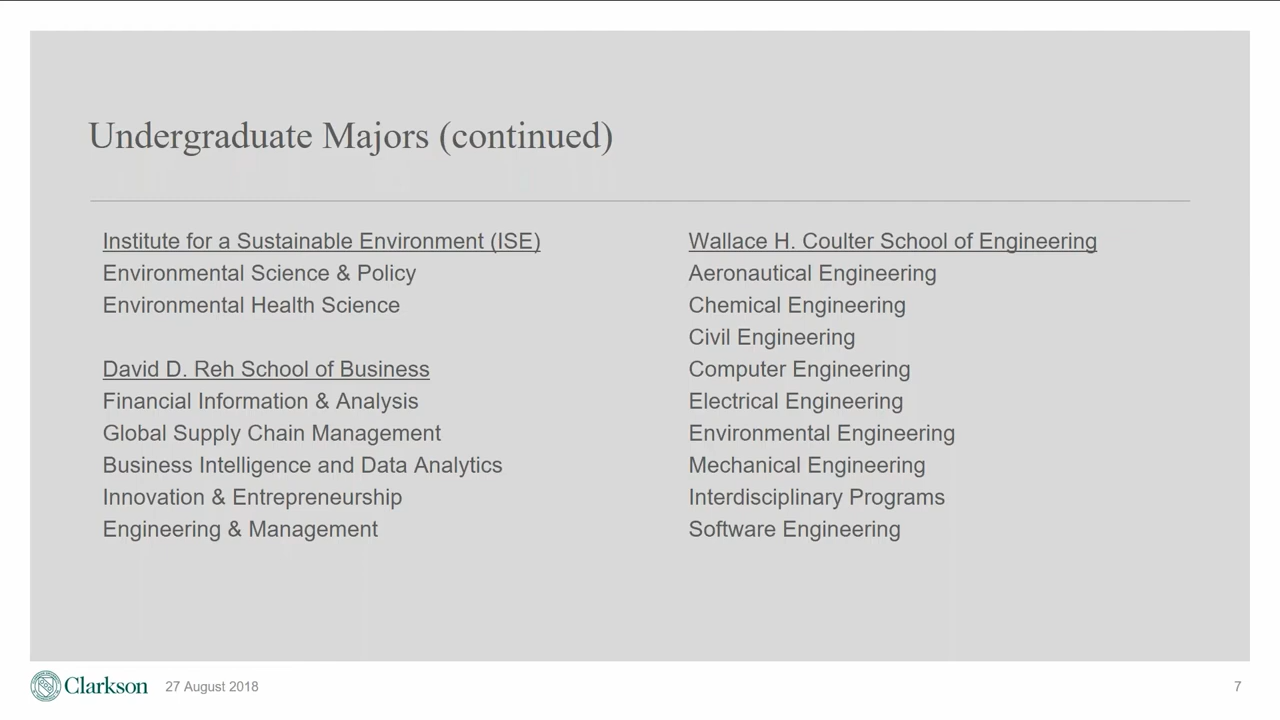 Undergraduate Majors (continued)
Institute for a Sustainable Environment (ISE)
Environmental Science & Policy
Environmental Health Science
David D. Reh School of Business
Financial Information & Analysis
Global Supply Chain Management
Business Intelligence and Data Analytics
Innovation & Entrepreneurship
Engineering & Management
Wallace H. Coulter School of Engineering
Aeronautical Engineering
Chemical Engineering
Civil Engineering
Computer Engineering
Electrical Engineering
Environmental Engineering
Mechanical Engineering
Interdisciplinary Programs
Software Engineering
Clarkson 27 August 2018 7